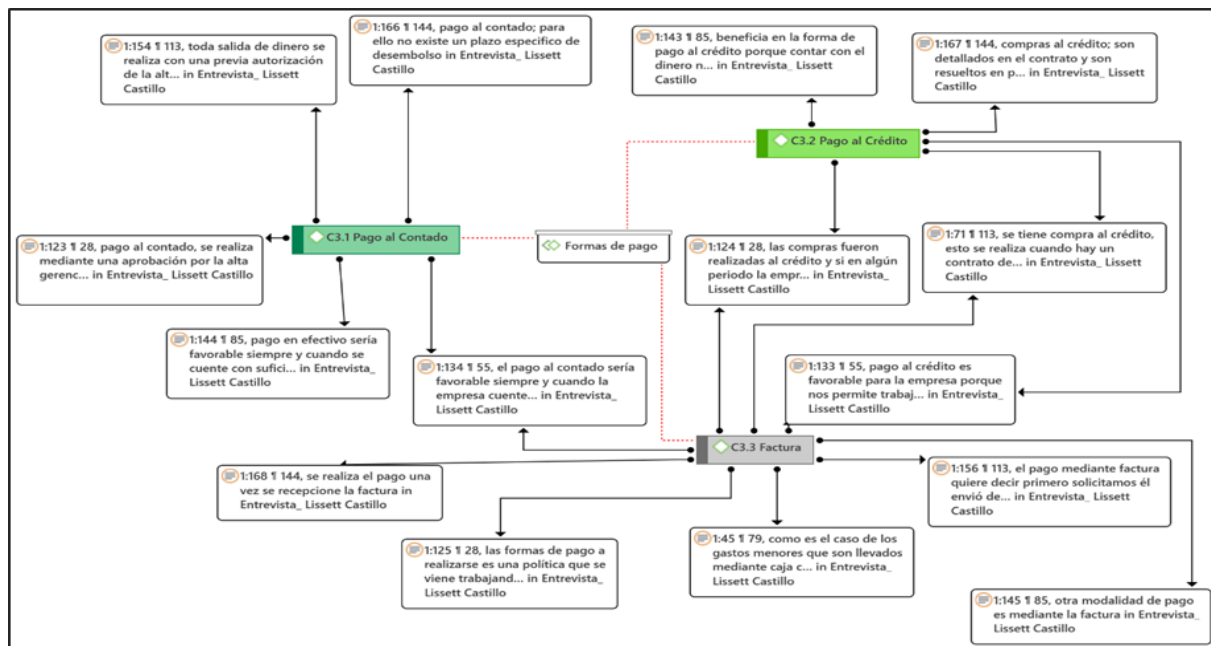 1:154 ¶ 113, toda salida de dinero se
realiza con una previa autorización
de la alt... in Entrevista_ Lissett
Castillo
1:166 ¶ 144, pago al contado; para
ello no existe un plazo especifico de
desembolso in Entrevista_ Lissett
Castillo
1:143 ¶ 85, beneficia en la forma de
pago al crédito porque contar con el
dinero n... in Entrevista_ Lissett
Castillo
1:167 ¶ 144, compras al crédito; son
detallados en el contrato y son
resueltos en p... in Entrevista_ Lissett
Castillo
C3.2 Pago al Crédito
C3.1 Pago al Contado
Formas de pago
1:123 ¶ 28, pago al contado, se realiza
mediante una aprobación por la alta
gerenc... in Entrevista_ Lissett Castillo
1:124 ¶ 28, las compras fueron
realizadas al crédito y si en algún
periodo la empr... in Entrevista_
Lissett Castillo
1:71 ¶ 113, se tiene compra al crédito,
esto se realiza cuando hay un
contrato de... in Entrevista_ Lissett
Castillo
1:144 ¶ 85, pago en efectivo sería
favorable siempre y cuando se
cuente con sufici... in Entrevista_
Lissett Castillo
1:134 ¶ 55, el pago al contado sería
favorable siempre y cuando la
empresa cuente... in Entrevista_
Lissett Castillo
1:133 ¶ 55, pago al crédito es
favorable para la empresa porque
nos permite trabaj... in Entrevista_
Lissett Castillo
C3.3 Factura
1:168 ¶ 144, se realiza el pago una
vez se recepcione la factura in
Entrevista_ Lissett Castillo
1:156 ¶ 113, el pago mediante factura
quiere decir primero solicitamos él
envió de... in Entrevista_ Lissett
Castillo
1:125 ¶ 28, las formas de pago a
realizarse es una política que se
viene trabajand... in Entrevista_
Lissett Castillo
1:45 ¶ 79, como es el caso de los
gastos menores que son llevados
mediante caja c... in Entrevista_
Lissett Castillo
1:145 ¶ 85, otra modalidad de pago
es mediante la factura in Entrevista_
Lissett Castillo